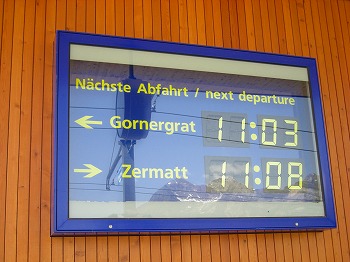 Nächste Abfahrt / next departure
← Gornergrat 11:03
→ Zermatt 11:08